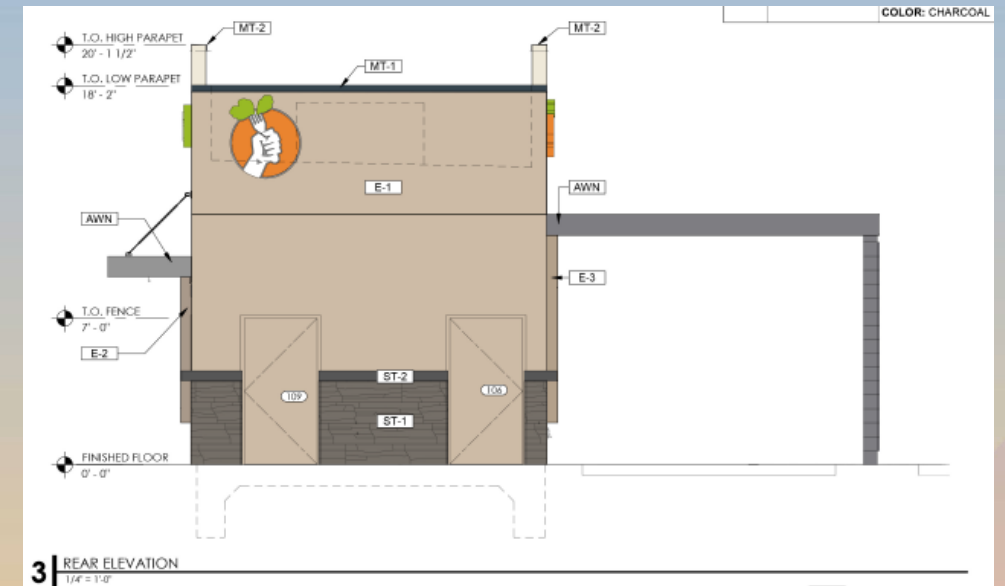 COLOR: CHARCOAL
MT-2
MT-2
T.O. HIGH PARAPET
20' - 1 1/2"
MT-1
T.O. LOW PARAPET
18' - 2"
E-1
AWN
AWN
E-3
T.O. FENCE
7' - 0"
E-2
ST-2
109
106
ST-1
FINISHED FLOOR
0' - 0"
3 REAR ELEVATION
1/4" = 1'-0"